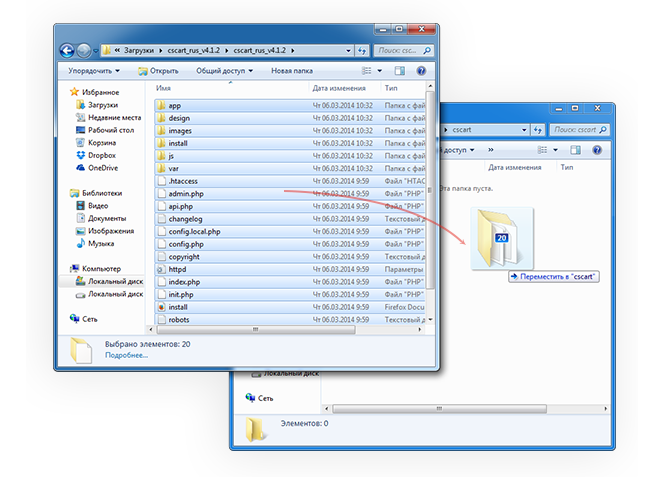 « Загрузки ▸ cscart_rus_v4.1.2 ▸ cscart_rus_v4.1.2 ▸
Поиск: csc...
Упорядочить ▼ Открыть Общий доступ ▼ Новая папка
Избранное
Загрузки
Недавние места
Рабочий стол
Корзина
Dropbox
OneDrive
Библиотеки
Видео
Документы
Изображения
Музыка
Компьютер
Локальный диск
Локальный диск
Сеть
Имя Дата изменения Тип
app Чт 06.03.2014 10:32 Папка с фай
design Чт 06.03.2014 10:32 Папка с фай
images Чт 06.03.2014 10:32 Папка с фай
install Чт 06.03.2014 10:32 Папка с фай
js Чт 06.03.2014 10:32 Папка с фай
var Чт 06.03.2014 10:32 Папка с фай
.htaccess Чт 06.03.2014 9:59 Файл "HTAC
admin.php Чт 06.03.2014 9:59 Файл "PHP"
api.php Чт 06.03.2014 9:59 Файл "PHP"
changelog Чт 06.03.2014 9:59 Текстовый д
config.local.php Чт 06.03.2014 9:59 Файл "PHP"
config.php Чт 06.03.2014 9:59 Файл "PHP"
copyright Чт 06.03.2014 9:59 Текстовый д
httpd Чт 06.03.2014 9:59 Параметры
index.php Чт 06.03.2014 9:59 Файл "PHP"
init.php Чт 06.03.2014 9:59 Файл "PHP"
install Чт 06.03.2014 9:59 Firefox Docu
robots Чт 06.03.2014 9:59 Текстовый д
Выбрано элементов: 20
Подробнее...
▸ cscart
Поиск: cscart
доступ ▼ »
Дата изменения Тип
Эта папка пуста.
20
Переместить в "cscart"
Локальный диск
Сеть
Элементов: 0